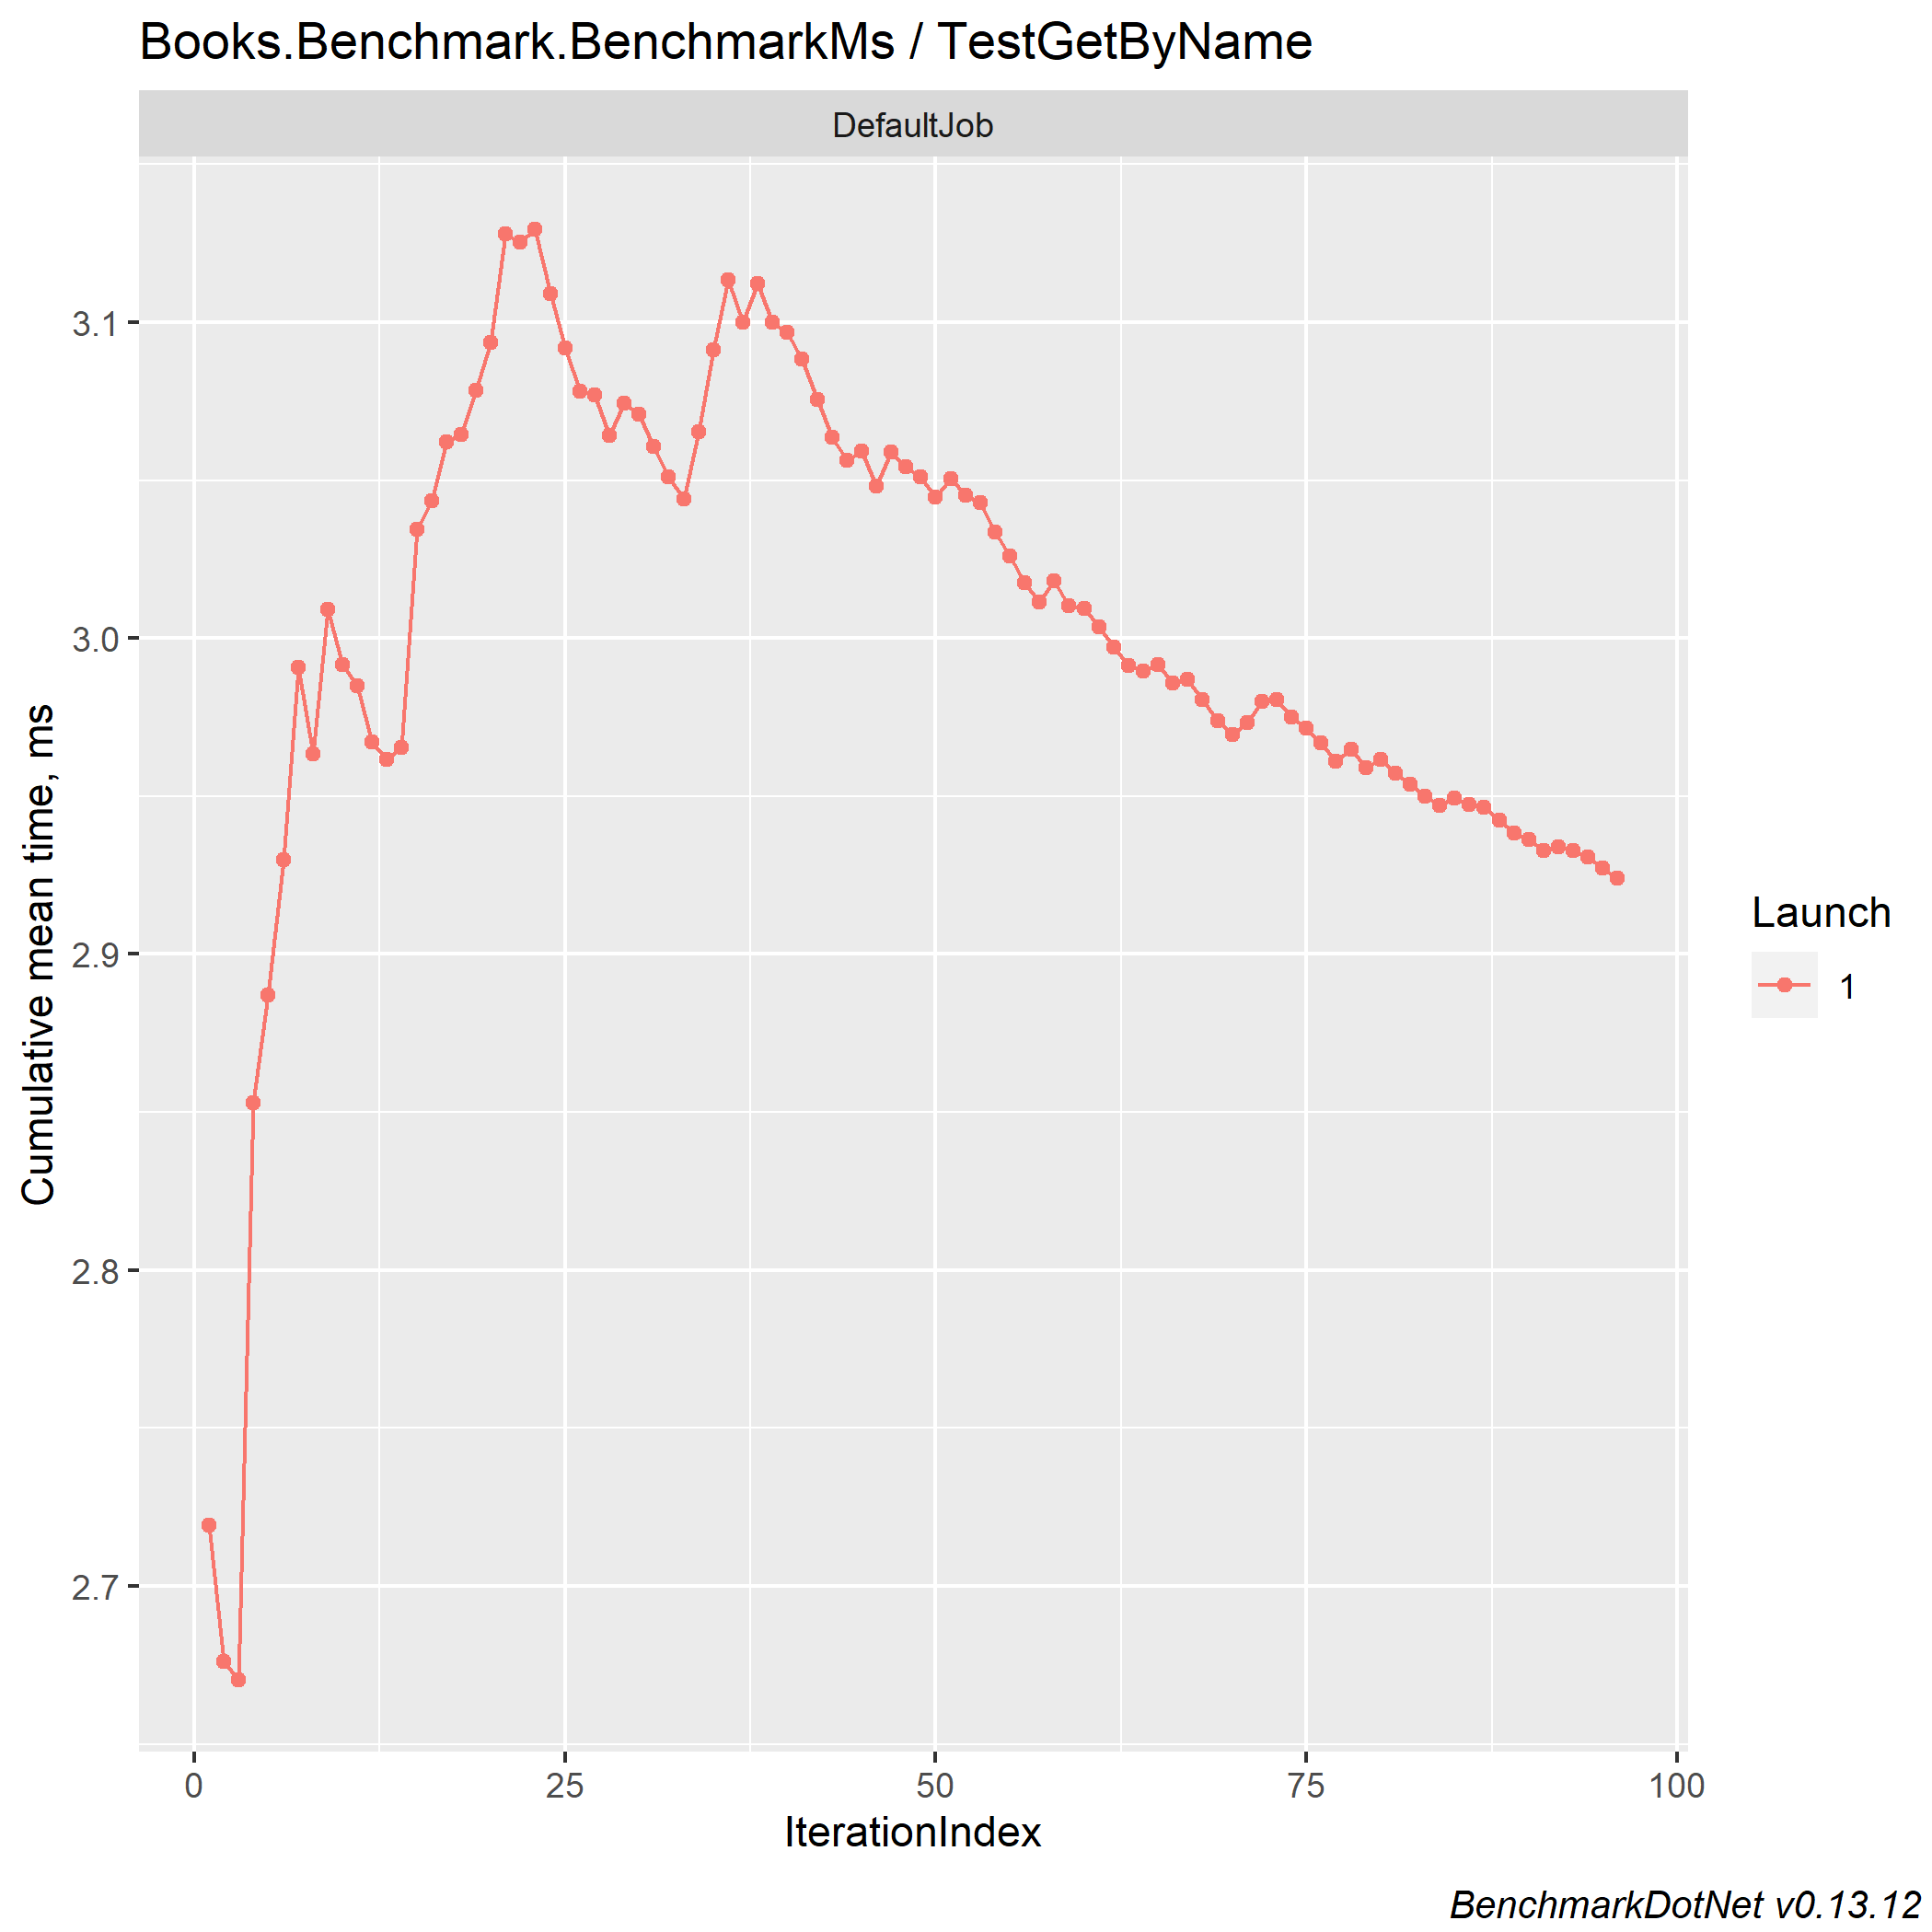 Books.Benchmark.BenchmarkMs / TestGetByName
DefaultJob
Cumulative mean time, ms
3.1
3.0
2.9
2.8
2.7
0 25 50 75 100
IterationIndex
Launch
1
BenchmarkDotNet v0.13.12